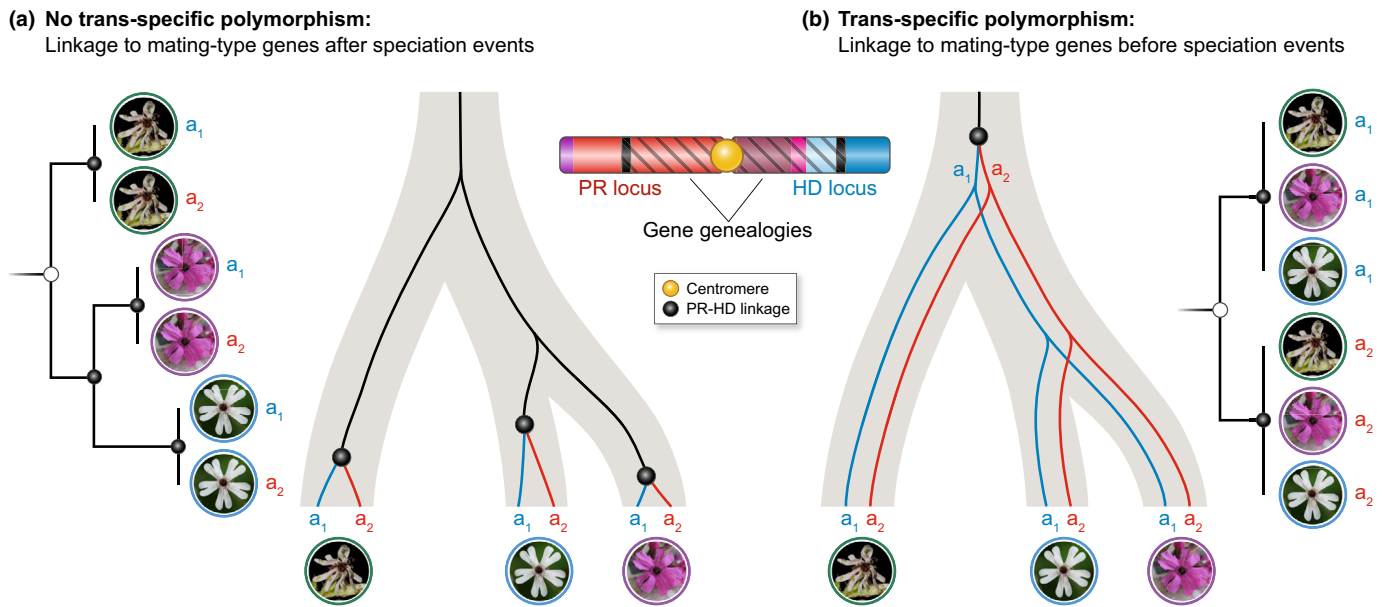 (a) No trans-specific polymorphism:
Linkage to mating-type genes after speciation events
a1
a2
a1
a2
a1
a2
a1 a2
a1 a2
a1 a2
PR locus
HD locus
Gene genealogies
Centromere
PR-HD linkage
(b) Trans-specific polymorphism:
Linkage to mating-type genes before speciation events
a1 a2
a1 a2
a1 a2
a1 a2
a1
a1
a1
a2
a2
a2